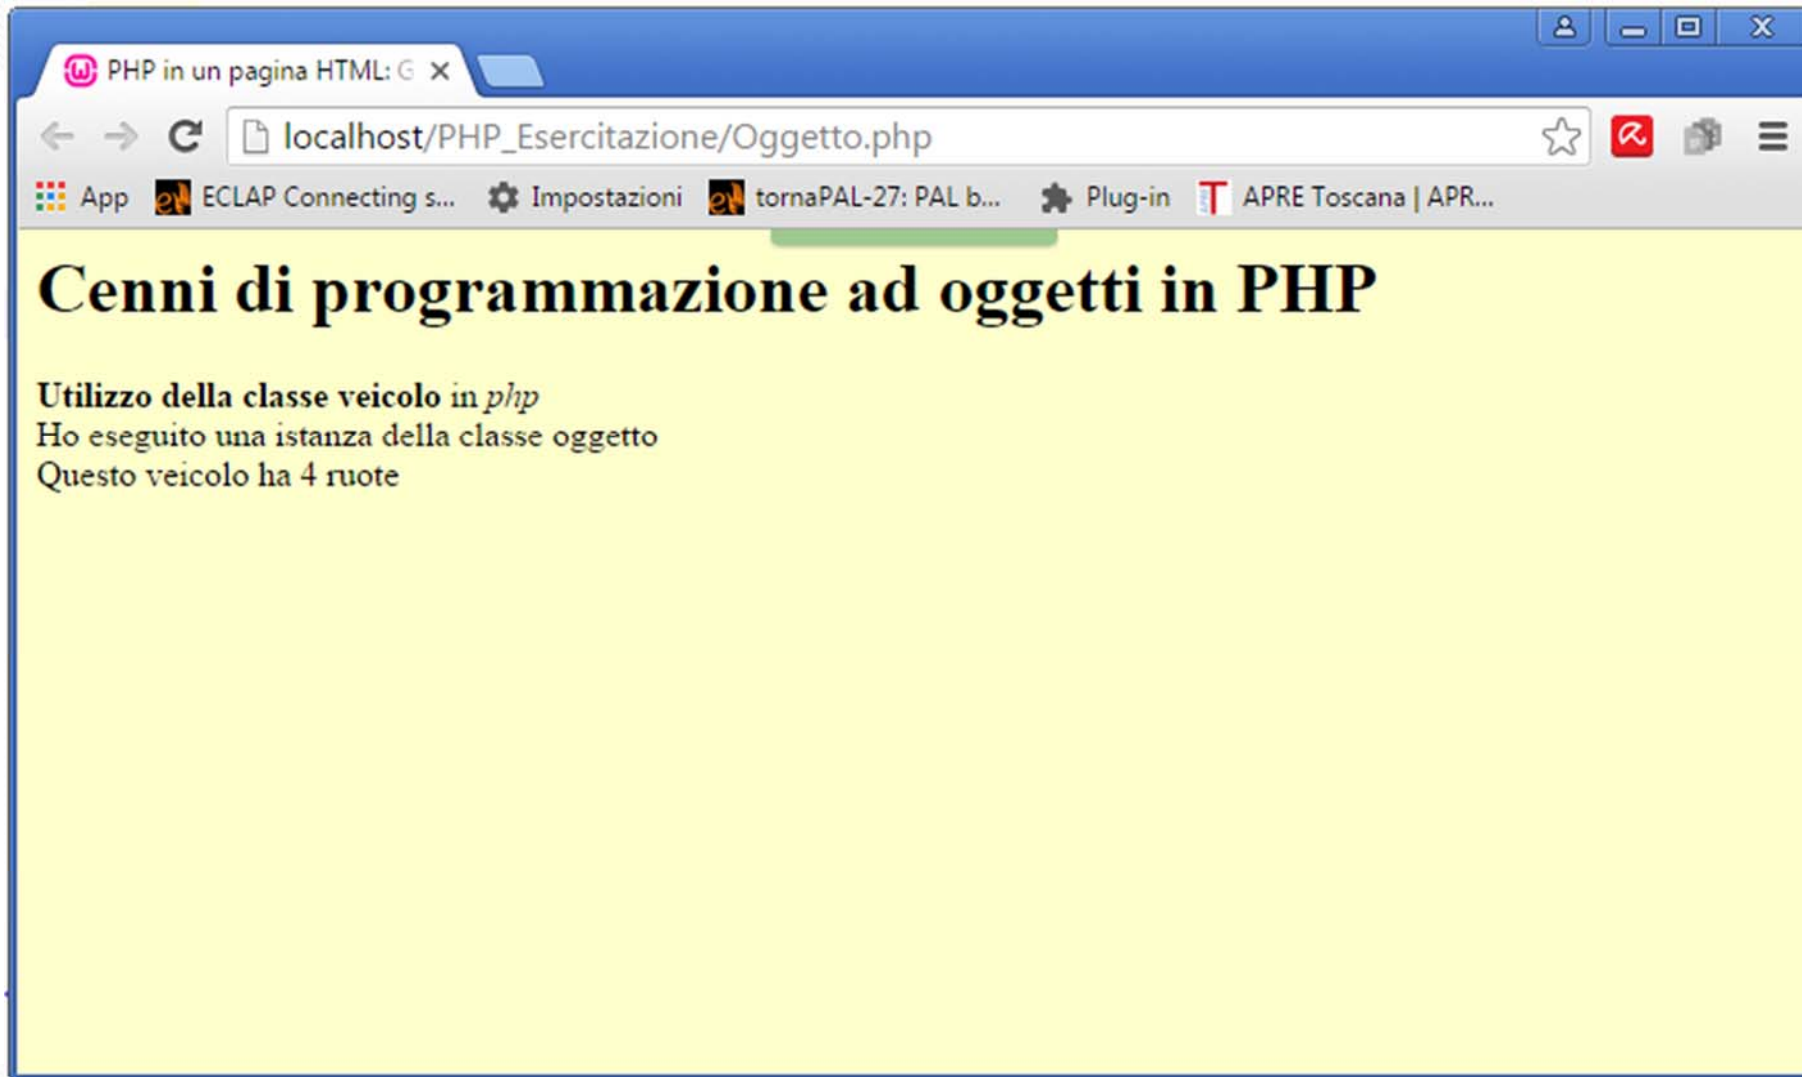 PHP in un pagina HTML: G
localhost/PHP_Esercitazione/Oggetto.php
App ECLAP Connecting s... Impostazioni tornaPAL-27: PAL b... Plug-in APRE Toscana | APR...
Cenni di programmazione ad oggetti in PHP
Utilizzo della classe veicolo in php
Ho eseguito una istanza della classe oggetto
Questo veicolo ha 4 ruote